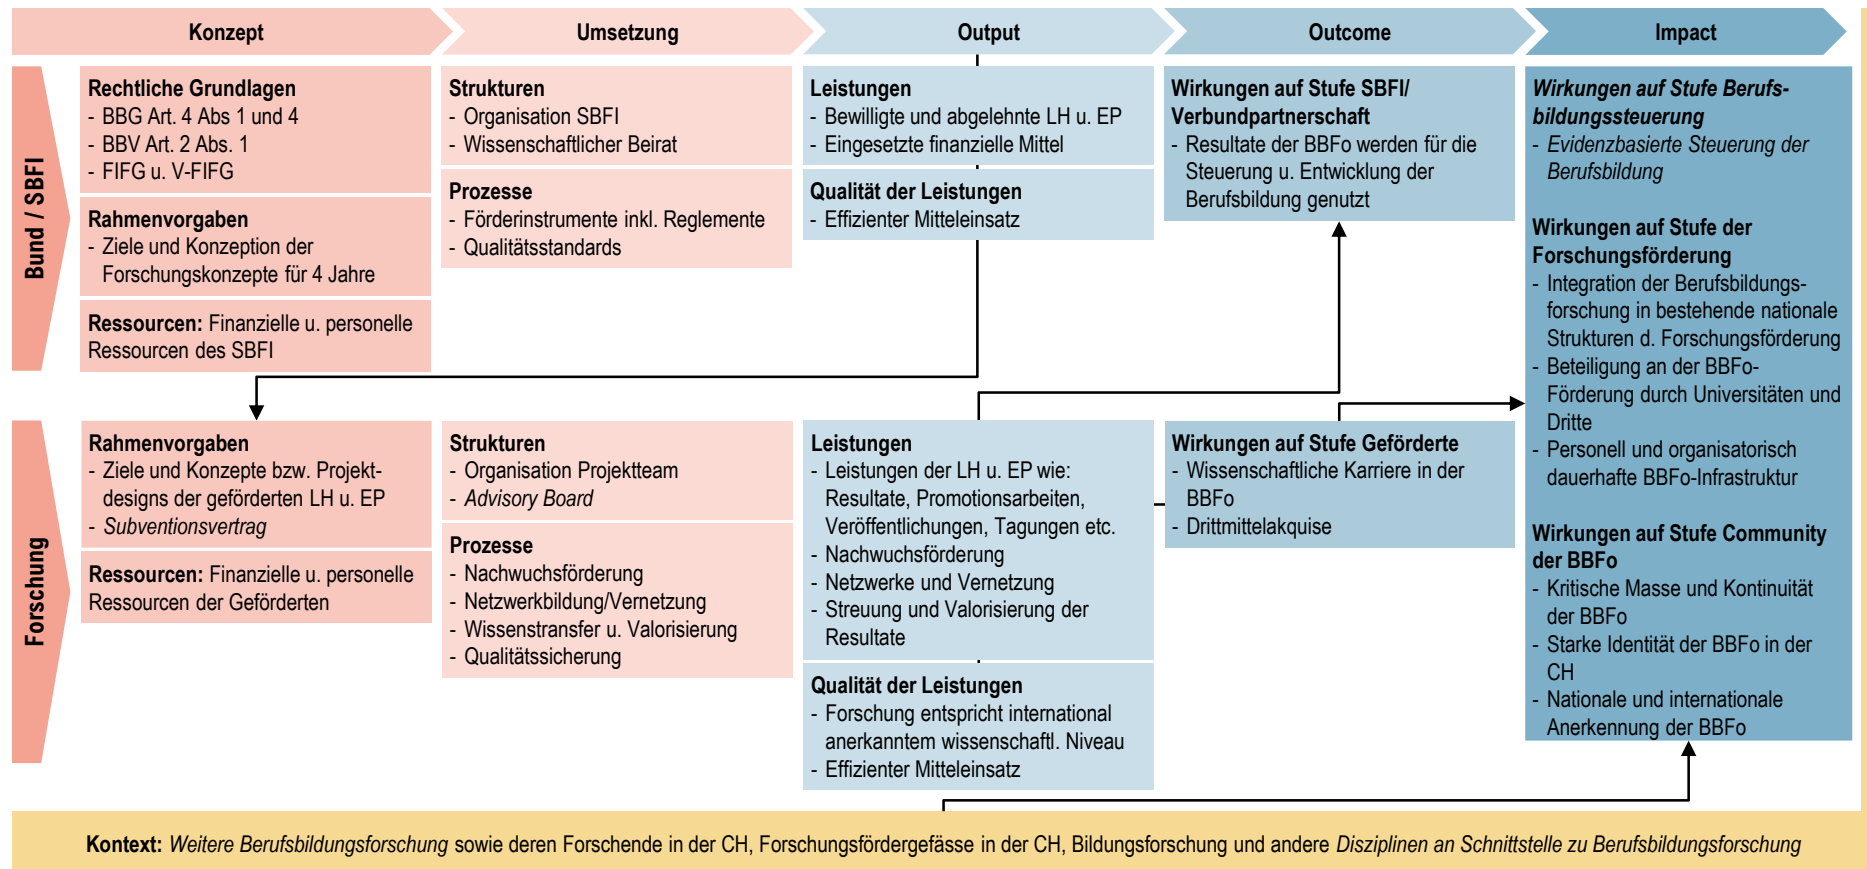 Konzept
Umsetzung
Output
Outcome
Impact
Bund / SBFI
Rechtliche Grundlagen
- BBG Art. 4 Abs 1 und 4
- BBV Art. 2 Abs. 1
- FIFG u. V-FIFG
Rahmenvorgaben
- Ziele und Konzeption der
Forschungskonzepte für 4 Jahre
Ressourcen: Finanzielle u. personelle
Ressourcen des SBFI
Strukturen
- Organisation SBFI
- Wissenschaftlicher Beirat
Prozesse
- Förderinstrumente inkl. Reglemente
- Qualitätsstandards
Leistungen
- Bewilligte und abgelehnte LH u. EP
- Eingesetzte finanzielle Mittel
Qualität der Leistungen
- Effizienter Mitteleinsatz
Wirkungen auf Stufe SBFI/
Verbundpartnerschaft
- Resultate der BBFo werden für die
Steuerung u. Entwicklung der
Berufsbildung genutzt
Wirkungen auf Stufe Berufs-
bildungssteuerung
- Evidenzbasierte Steuerung der
Berufsbildung
Wirkungen auf Stufe der
Forschungsförderung
- Integration der Berufsbildungs-
forschung in bestehende nationale
Strukturen d. Forschungsförderung
- Beteiligung an der BBFo-
Förderung durch Universitäten und
Dritte
- Personell und organisatorisch
dauerhafte BBFo-Infrastruktur
Wirkungen auf Stufe Community
der BBFo
- Kritische Masse und Kontinuität
der BBFo
- Starke Identität der BBFo in der
CH
- Nationale und internationale
Anerkennung der BBFo
Forschung
Rahmenvorgaben
- Ziele und Konzepte bzw. Projekt-
designs der geförderten LH u. EP
- Subventionsvertrag
Ressourcen: Finanzielle u. personelle
Ressourcen der Geförderten
Strukturen
- Organisation Projektteam
- Advisory Board
Prozesse
- Nachwuchsförderung
- Netzwerkbildung/Vernetzung
- Wissenstransfer u. Valorisierung
- Qualitätssicherung
Leistungen
- Leistungen der LH u. EP wie:
Resultate, Promotionsarbeiten,
Veröffentlichungen, Tagungen etc.
- Nachwuchsförderung
- Netzwerke und Vernetzung
- Streuung und Valorisierung der
Resultate
Qualität der Leistungen
- Forschung entspricht international
anerkanntem wissenschaftl. Niveau
- Effizienter Mitteleinsatz
Wirkungen auf Stufe Geförderte
- Wissenschaftliche Karriere in der
BBFo
- Drittmittelakquise
Kontext: Weitere Berufsbildungsforschung sowie deren Forschende in der CH, Forschungsfördergefässe in der CH, Bildungsforschung und andere Disziplinen an Schnittstelle zu Berufsbildungsforschung